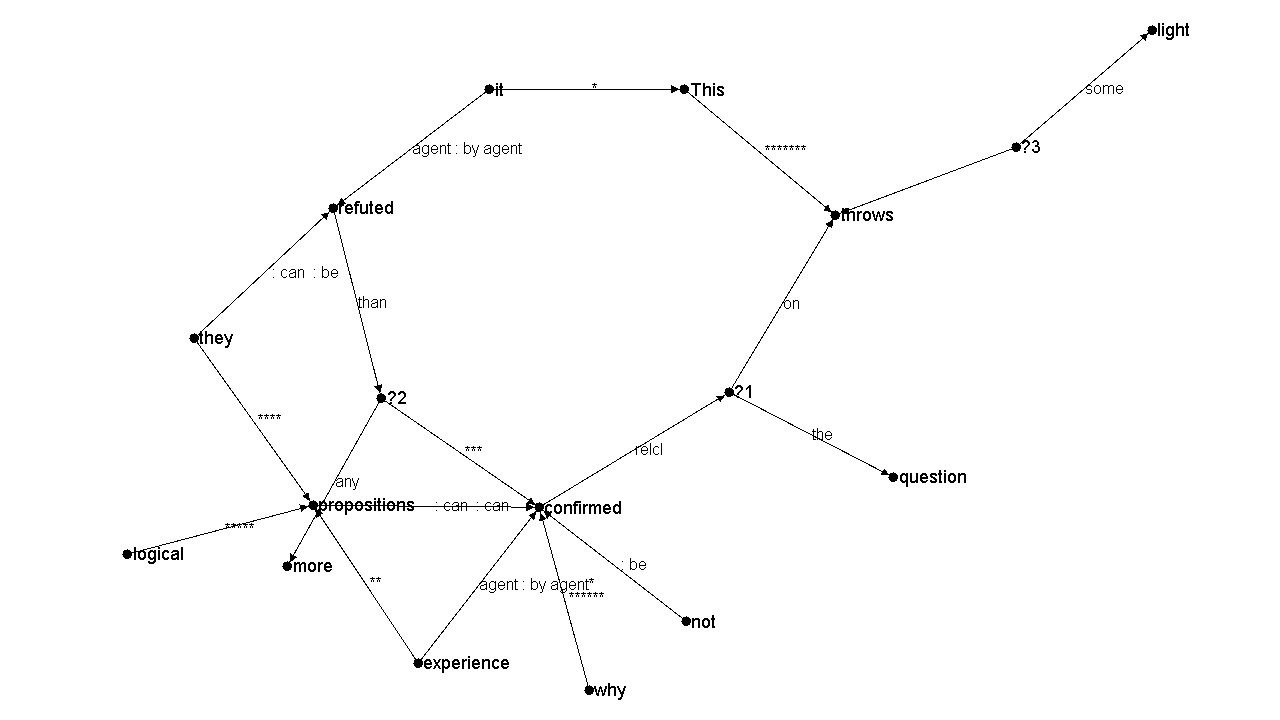 light
some
it
*
This
?3
agent : by agent
*******
refuted
throws
: can : be
than
on
they
?2
?1
****
***
relcl
the
any
question
propositions
: can : can
confirmed
*****
logical
more
**
agent : by agent*
: be
******
not
experience
why